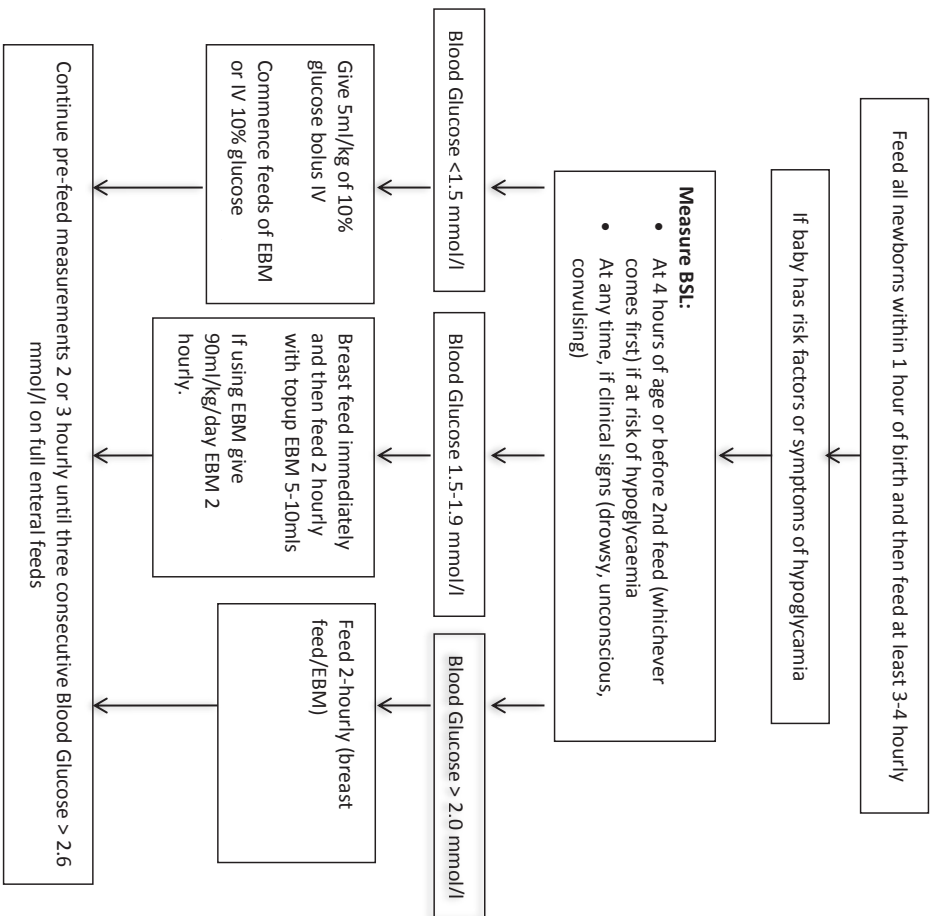 Feed all newborns within 1 hour of birth and then feed at least 3-4 hourly
If baby has risk factors or symptoms of hypoglycamia
Measure BSL:
• At 4 hours of age or before 2nd feed (whichever
comes first) if at risk of hypoglycaemia
• At any time, if clinical signs (drowsy, unconscious,
convulsing)
Blood Glucose <1.5 mmol/l
Give 5ml/kg of 10%
glucose bolus IV
Commence feeds of EBM
or IV 10% glucose
Blood Glucose 1.5-1.9 mmol/l
Breast feed immediately
and then feed 2 hourly
with topup EBM 5-10mls
If using EBM give
90ml/kg/day EBM 2
hourly.
Blood Glucose > 2.0 mmol/l
Feed 2-hourly (breast
feed/EBM)
Continue pre-feed measurements 2 or 3 hourly until three consecutive Blood Glucose > 2.6
mmol/l on full enteral feeds